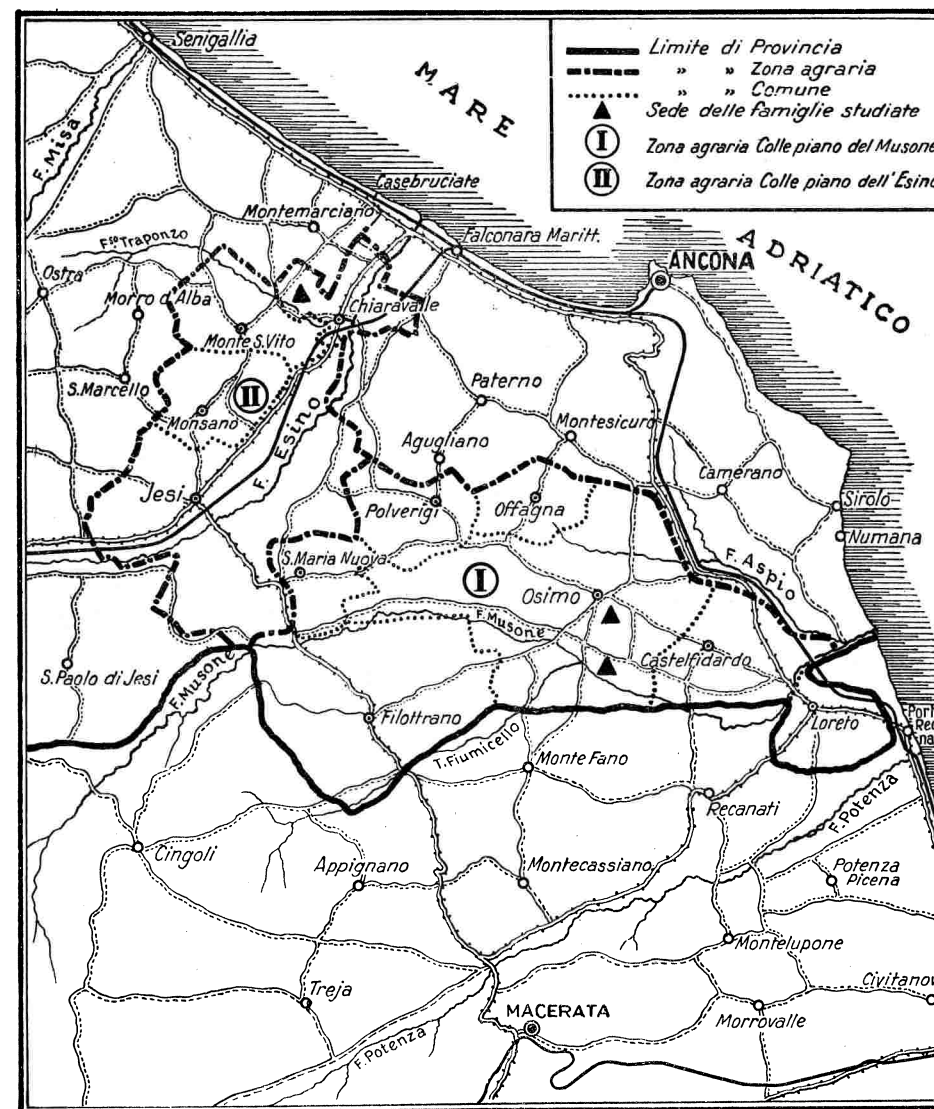 Senigallia
MARE
ADRIATICO
Limite di Provincia
" " Zona agraria
" " Comune
Sede delle famiglie studiate
I Zona agraria Colle piano del Musone
II Zona agraria Colle piano dell'Esino
F. Misa
Casebruciate
Montemarciano
Fso Traponzo
Falconara Maritt.
ANCONA
Ostra
Morro d'Alba
Chiaravalle
Monte S. Vito
S. Marcello
II
Paterno
Monsano
F. Esino
Montesicuro
Agugliano
Camerano
Jesi
Polverigi
Offagna
Sirolo
Numana
S. Maria Nuova
I
F. Aspio
Osimo
F. Musone
S. Paolo di Jesi
F. Musone
Castelfidardo
Filottrano
Loreto
T. Fiumicello
Monte Fano
Recanati
F. Potenza
Cingoli
Appignano
Montecassiano
Potenza
Picena
Montelupone
Treja
MACERATA
Morrovalle
Civitanov
F. Potenza